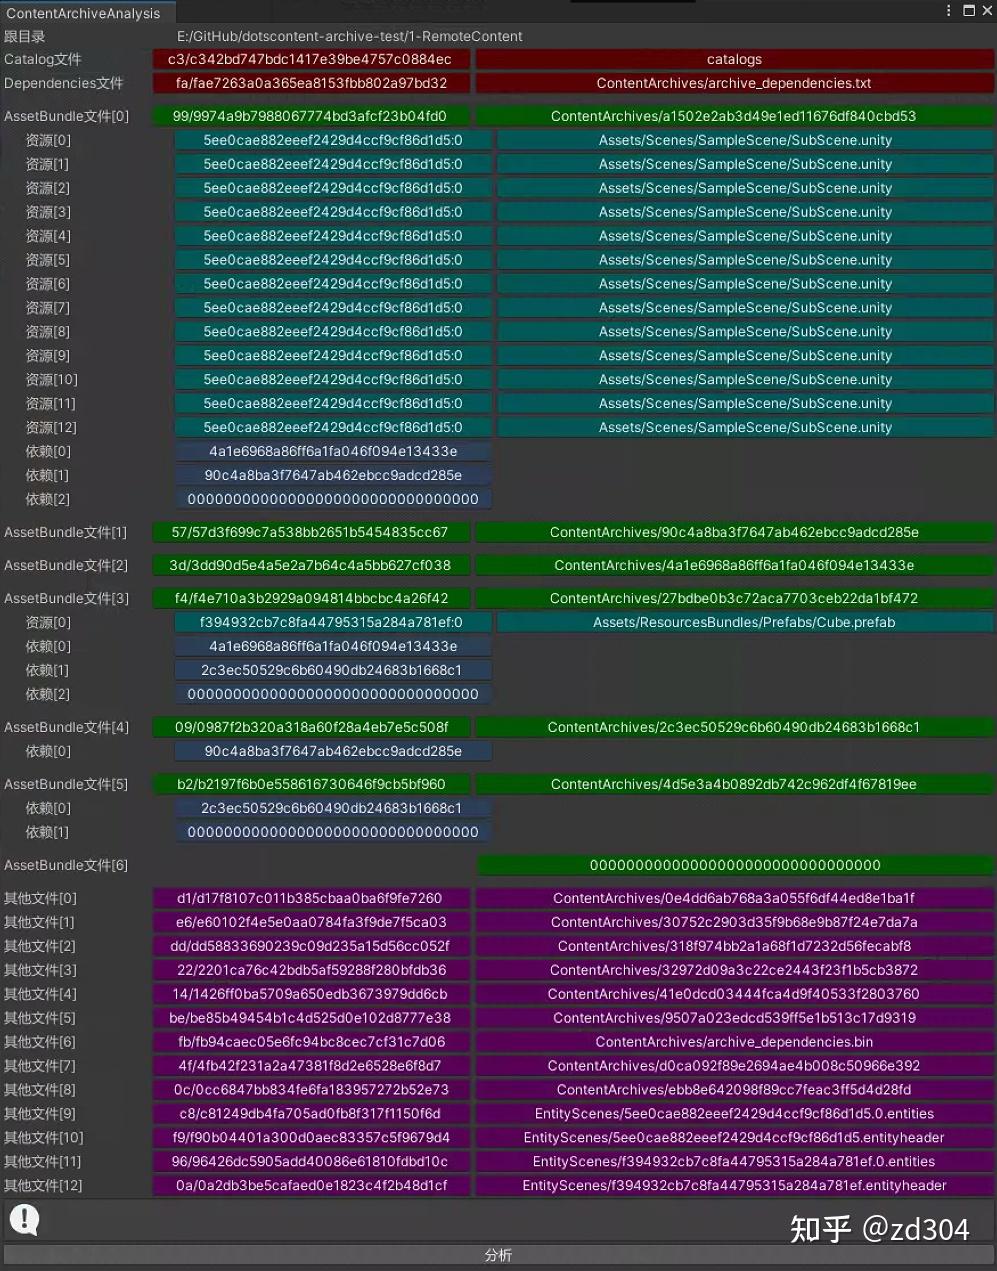 ContentArchiveAnalysis
跟目录 E:/GitHub/dotscontent-archive-test/1-RemoteContent
Catalog文件 c3/c342bd747bdc1417e39be4757c0884ec catalogs
Dependencies文件 fa/fae7263a0a365ea8153fbb802a97bd32 ContentArchives/archive_dependencies.txt
AssetBundle文件[0] 99/9974a9b7988067774bd3afcf23b04fd0 ContentArchives/a1502e2ab3d49e1ed11676df840cbd53
资源[0] 5ee0cae882eeef2429d4ccf9cf86d1d5:0 Assets/Scenes/SampleScene/SubScene.unity
资源[1] 5ee0cae882eeef2429d4ccf9cf86d1d5:0 Assets/Scenes/SampleScene/SubScene.unity
资源[2] 5ee0cae882eeef2429d4ccf9cf86d1d5:0 Assets/Scenes/SampleScene/SubScene.unity
资源[3] 5ee0cae882eeef2429d4ccf9cf86d1d5:0 Assets/Scenes/SampleScene/SubScene.unity
资源[4] 5ee0cae882eeef2429d4ccf9cf86d1d5:0 Assets/Scenes/SampleScene/SubScene.unity
资源[5] 5ee0cae882eeef2429d4ccf9cf86d1d5:0 Assets/Scenes/SampleScene/SubScene.unity
资源[6] 5ee0cae882eeef2429d4ccf9cf86d1d5:0 Assets/Scenes/SampleScene/SubScene.unity
资源[7] 5ee0cae882eeef2429d4ccf9cf86d1d5:0 Assets/Scenes/SampleScene/SubScene.unity
资源[8] 5ee0cae882eeef2429d4ccf9cf86d1d5:0 Assets/Scenes/SampleScene/SubScene.unity
资源[9] 5ee0cae882eeef2429d4ccf9cf86d1d5:0 Assets/Scenes/SampleScene/SubScene.unity
资源[10] 5ee0cae882eeef2429d4ccf9cf86d1d5:0 Assets/Scenes/SampleScene/SubScene.unity
资源[11] 5ee0cae882eeef2429d4ccf9cf86d1d5:0 Assets/Scenes/SampleScene/SubScene.unity
资源[12] 5ee0cae882eeef2429d4ccf9cf86d1d5:0 Assets/Scenes/SampleScene/SubScene.unity
依赖[0] 4a1e6968a86ff6a1fa046f094e13433e
依赖[1] 90c4a8ba3f7647ab462ebcc9adcd285e
依赖[2] 00000000000000000000000000000000
AssetBundle文件[1] 57/57d3f699c7a538bb2651b5454835cc67 ContentArchives/90c4a8ba3f7647ab462ebcc9adcd285e
AssetBundle文件[2] 3d/3dd90d5e4a5e2a7b64c4a5bb627cf038 ContentArchives/4a1e6968a86ff6a1fa046f094e13433e
AssetBundle文件[3] f4/f4e710a3b2929a094814bbcbc4a26f42 ContentArchives/27bdbe0b3c72aca7703ceb22da1bf472
资源[0] f394932cb7c8fa44795315a284a781ef:0 Assets/ResourcesBundles/Prefabs/Cube.prefab
依赖[0] 4a1e6968a86ff6a1fa046f094e13433e
依赖[1] 2c3ec50529c6b60490db24683b1668c1
依赖[2] 00000000000000000000000000000000
AssetBundle文件[4] 09/0987f2b320a318a60f28a4eb7e5c508f ContentArchives/2c3ec50529c6b60490db24683b1668c1
依赖[0] 90c4a8ba3f7647ab462ebcc9adcd285e
AssetBundle文件[5] b2/b2197f6b0e558616730646f9cb5bf960 ContentArchives/4d5e3a4b0892db742c962df4f67819ee
依赖[0] 2c3ec50529c6b60490db24683b1668c1
依赖[1] 00000000000000000000000000000000
AssetBundle文件[6] 00000000000000000000000000000000
其他文件[0] d1/d17f8107c011b385cbaa0ba6f9fe7260 ContentArchives/0e4dd6ab768a3a055f6df44ed8e1ba1f
其他文件[1] e6/e60102f4e5e0aa0784fa3f9de7f5ca03 ContentArchives/30752c2903d35f9b68e9b87f24e7da7a
其他文件[2] dd/dd58833690239c09d235a15d56cc052f ContentArchives/318f974bb2a1a68f1d7232d56fecabf8
其他文件[3] 22/2201ca76c42bdb5af59288f280bfdb36 ContentArchives/32972d09a3c22ce2443f23f1b5cb3872
其他文件[4] 14/1426ff0ba5709a650edb3673979dd6cb ContentArchives/41e0dcd03444fca4d9f40533f2803760
其他文件[5] be/be85b49454b1c4d525d0e102d8777e38 ContentArchives/9507a023edcd539ff5e1b513c17d9319
其他文件[6] fb/fb94caec05e6fc94bc8cec7cf31c7d06 ContentArchives/archive_dependencies.bin
其他文件[7] 4f/4fb42f231a2a47381f8d2e6528e6f8d7 ContentArchives/d0ca092f89e2694ae4b008c50966e392
其他文件[8] 0c/0cc6847bb834fe6fa183957272b52e73 ContentArchives/ebb8e642098f89cc7feac3ff5d4d28fd
其他文件[9] c8/c81249db4fa705ad0fb8f317f1150f6d EntityScenes/5ee0cae882eeef2429d4ccf9cf86d1d5.0.entities
其他文件[10] f9/f90b04401a300d0aec83357c5f9679d4 EntityScenes/5ee0cae882eeef2429d4ccf9cf86d1d5.entityheader
其他文件[11] 96/96426dc5905add40086e61810fdbd10c EntityScenes/f394932cb7c8fa44795315a284a781ef.0.entities
其他文件[12] 0a/0a2db3be5cafaed0e1823c4f2b48d1cf EntityScenes/f394932cb7c8fa44795315a284a781ef.entityheader
知乎 @zd304
分析